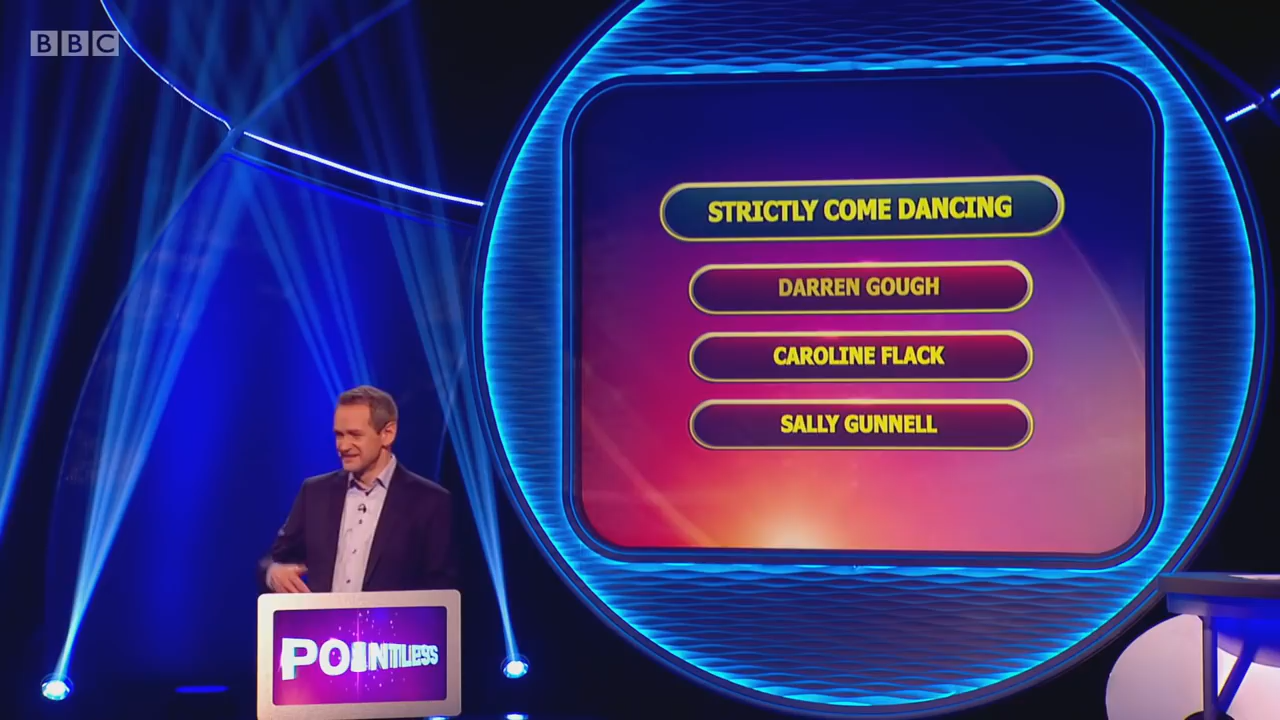 BBC
STRICTLY COME DANCING
DARREN GOUGH
CAROLINE FLACK
SALLY GUNNELL
POINTLESS